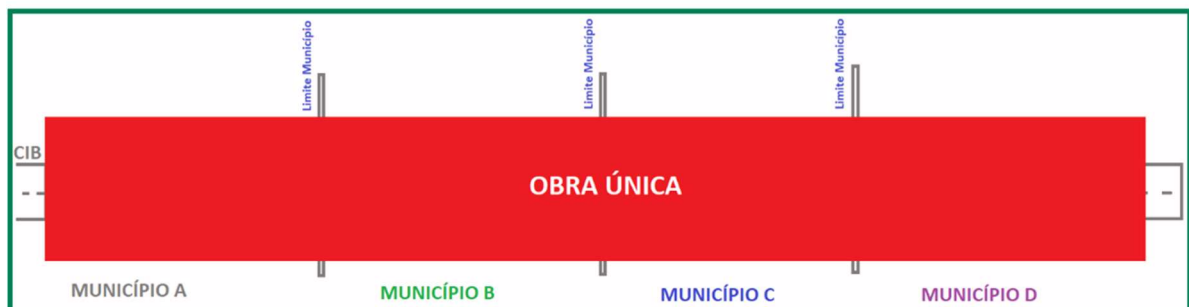 Limite Município
Limite Município
Limite Município
CIB
OBRA ÚNICA
MUNICÍPIO A
MUNICÍPIO B
MUNICÍPIO C
MUNICÍPIO D